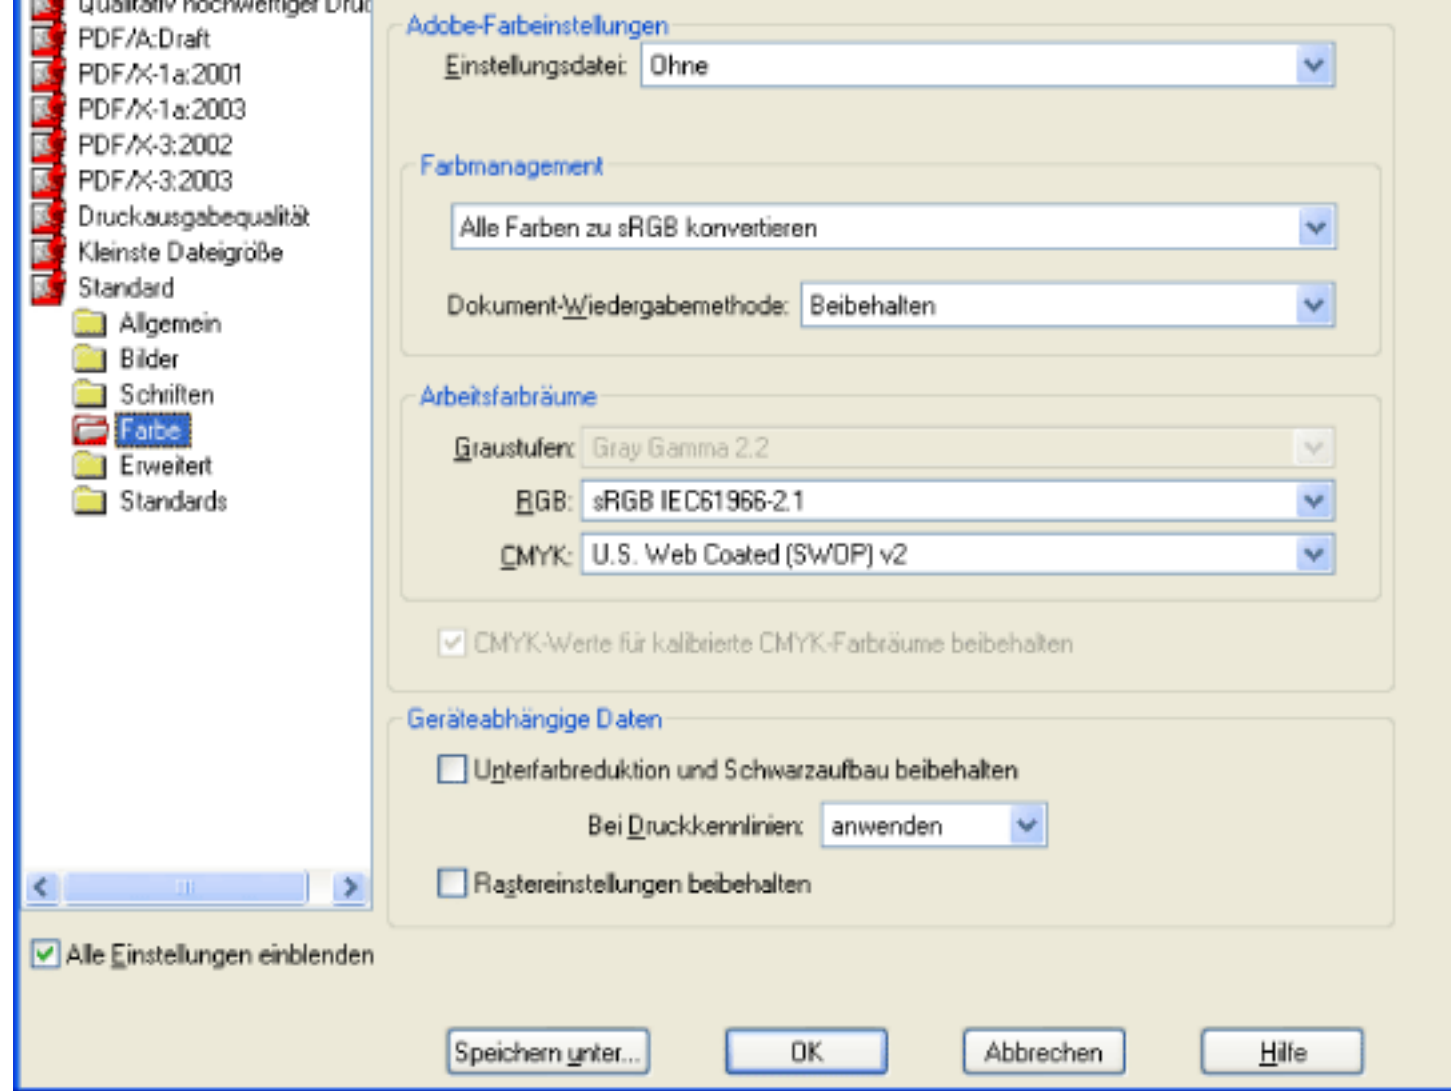 Qualitativ hochwertiger Druc
PDF/A:Draft
PDF/X-1a:2001
PDF/X-1a:2003
PDF/X-3:2002
PDF/X-3:2003
Druckausgabequalität
Kleinste Dateigröße
Standard
Allgemein
Bilder
Schriften
Farbe
Erweitert
Standards
Alle Einstellungen einblenden
Adobe-Farbeinstellungen
Einstellungsdatei: Ohne
Farbmanagement
Alle Farben zu sRGB konvertieren
Dokument-Wiedergabemethode: Beibehalten
Arbeitsfarbräume
Graustufen: Gray Gamma 2.2
RGB: sRGB IEC61966-2.1
CMYK: U.S. Web Coated (SWOP) v2
CMYK-Werte für kalibrierte CMYK-Farbräume beibehalten
Geräteabhängige Daten
Unterfarbreduktion und Schwarzaufbau beibehalten
Bei Druckkennlinien: anwenden
Rastereinstellungen beibehalten
Speichern unter... OK Abbrechen Hilfe